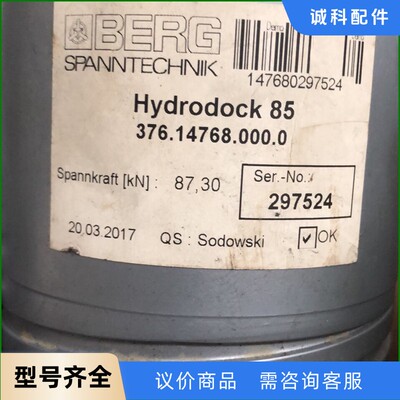 诚科配件
BERG
SPANNTECHNIK
147680297524
Hydrodock 85
376.14768.000.0
Spannkraft [kN] : 87,30
Ser.-No.:
297524
20.03.2017 QS : Sodowski OK
型号齐全
议价商品 需咨询客服